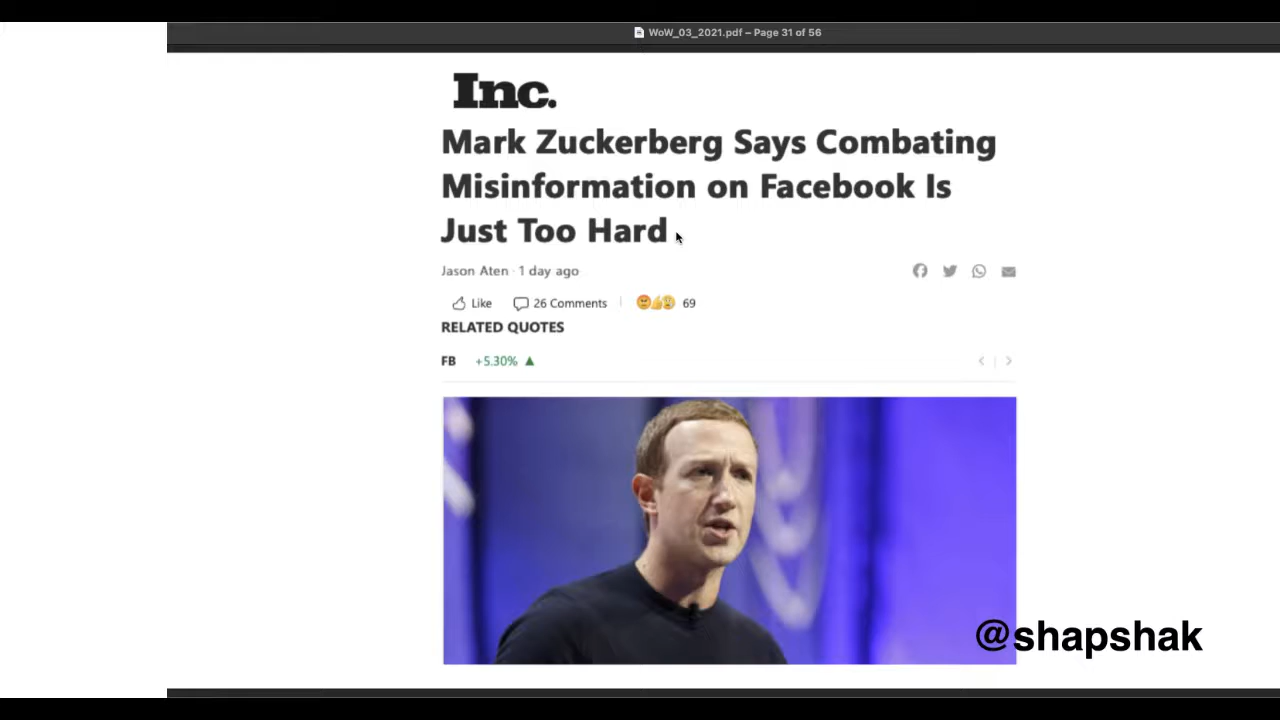 WoW_03_2021.pdf – Page 31 of 56
Inc.
Mark Zuckerberg Says Combating
Misinformation on Facebook Is
Just Too Hard
Jason Aten · 1 day ago
Like 26 Comments 69
RELATED QUOTES
FB +5.30% ▲
@shapshak